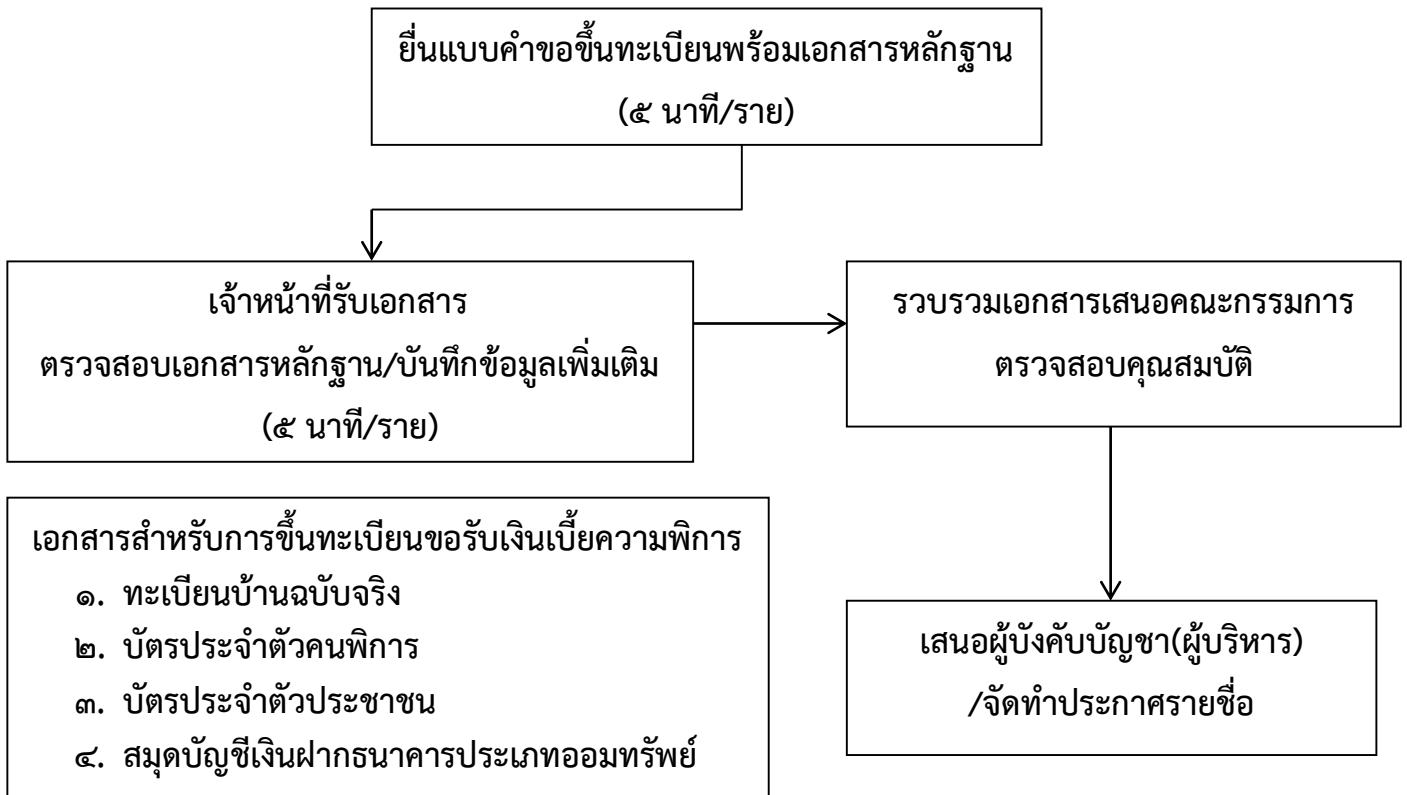 ยื่นแบบคำขอขึ้นทะเบียนพร้อมเอกสารหลักฐาน
(๕ นาที/ราย)
เจ้าหน้าที่รับเอกสาร
ตรวจสอบเอกสารหลักฐาน/บันทึกข้อมูลเพิ่มเติม
(๕ นาที/ราย)
รวบรวมเอกสารเสนอคณะกรรมการ
ตรวจสอบคุณสมบัติ
เสนอผู้บังคับบัญชา(ผู้บริหาร)
/จัดทำประกาศรายชื่อ
เอกสารสำหรับการขึ้นทะเบียนขอรับเงินเบี้ยความพิการ
๑. ทะเบียนบ้านฉบับจริง
๒. บัตรประจำตัวคนพิการ
๓. บัตรประจำตัวประชาชน
๔. สมุดบัญชีเงินฝากธนาคารประเภทออมทรัพย์